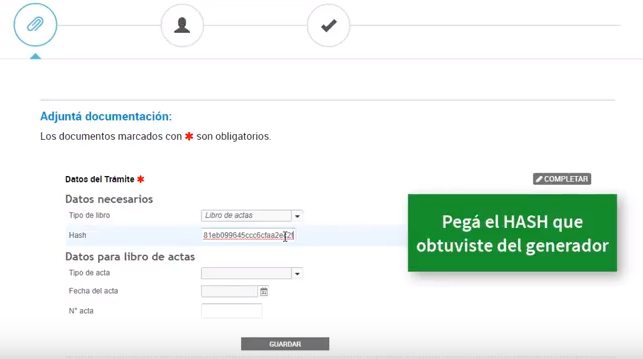 Adjuntá documentación:
Los documentos marcados con * son obligatorios.
Datos del Trámite *
COMPLETAR
Datos necesarios
Tipo de libro
Libro de actas
Hash
Datos para libro de actas
Tipo de acta
Fecha del acta
N° acta
GUARDAR
Pegá el HASH que
obtuviste del generador